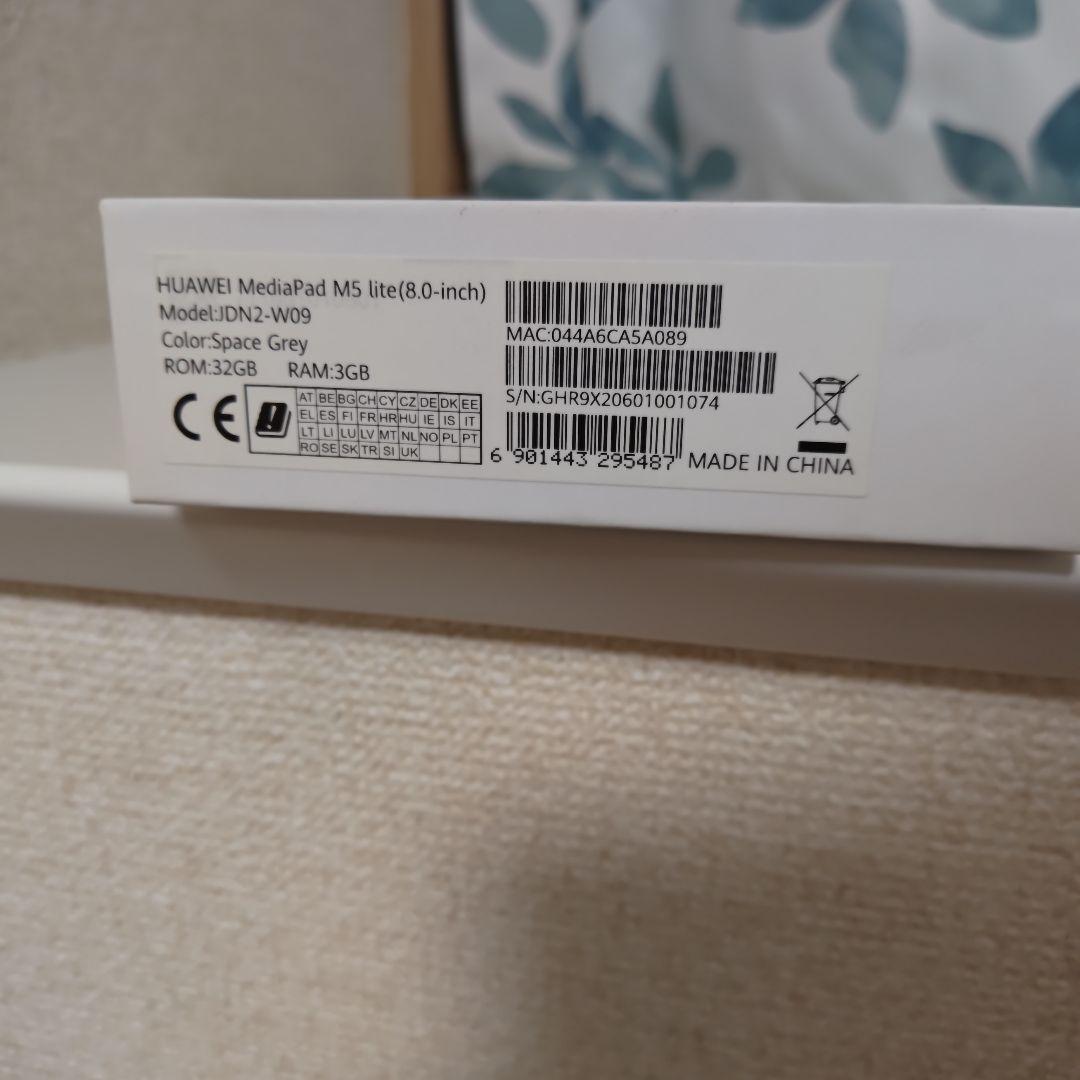 HUAWEI MediaPad M5 lite(8.0-inch)
Model:JDN2-W09
Color:Space Grey
ROM:32GB RAM:3GB
CE
AT BE BG CH CY CZ DE DK EE
EL ES FI FR HR HU IE IS IT
LT LI LU LV MT NL NO PL PT
RO SE SK TR SI UK
MAC:044A6CA5A089
S/N:GHR9X20601001074
6 901443 295487
MADE IN CHINA